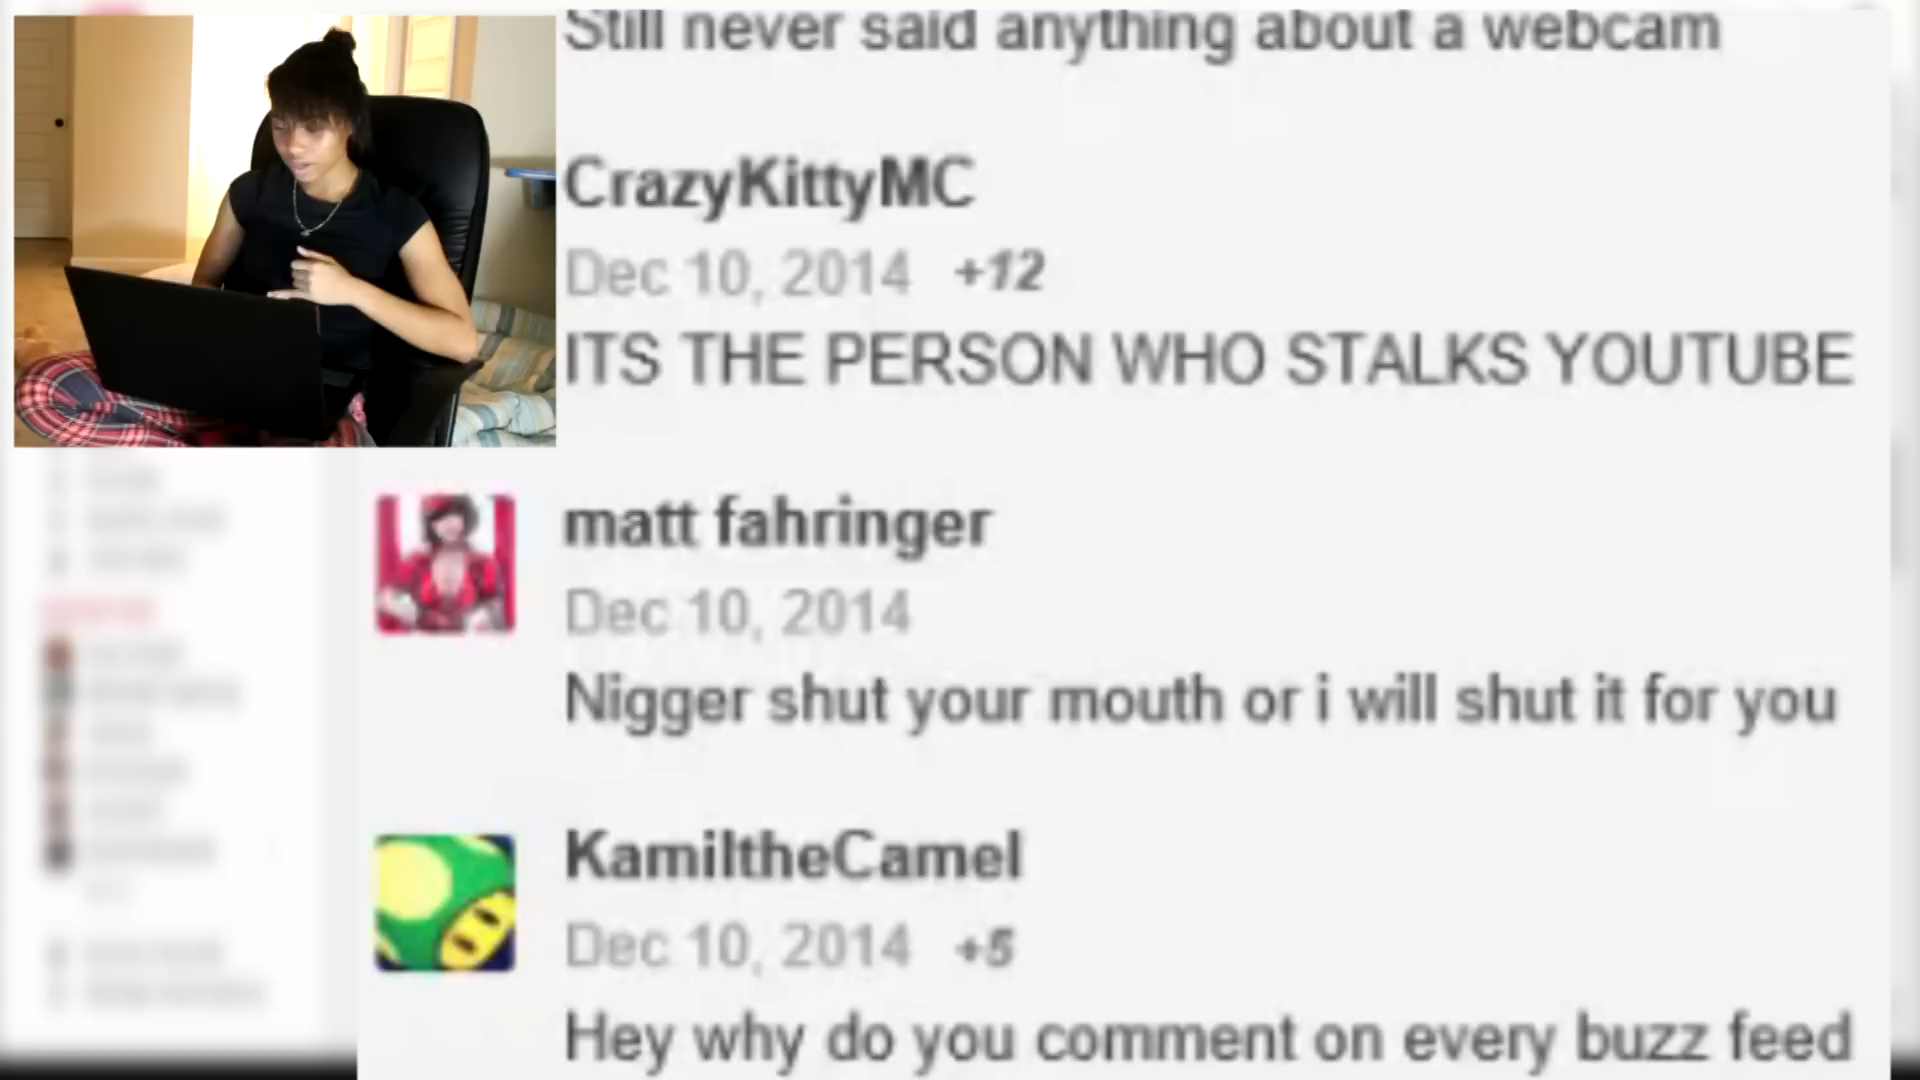 Still never said anything about a webcam
CrazyKittyMC
Dec 10, 2014 +12
ITS THE PERSON WHO STALKS YOUTUBE
matt fahringer
Dec 10, 2014
Nigger shut your mouth or i will shut it for you
KamiltheCamel
Dec 10, 2014 +5
Hey why do you comment on every buzz feed